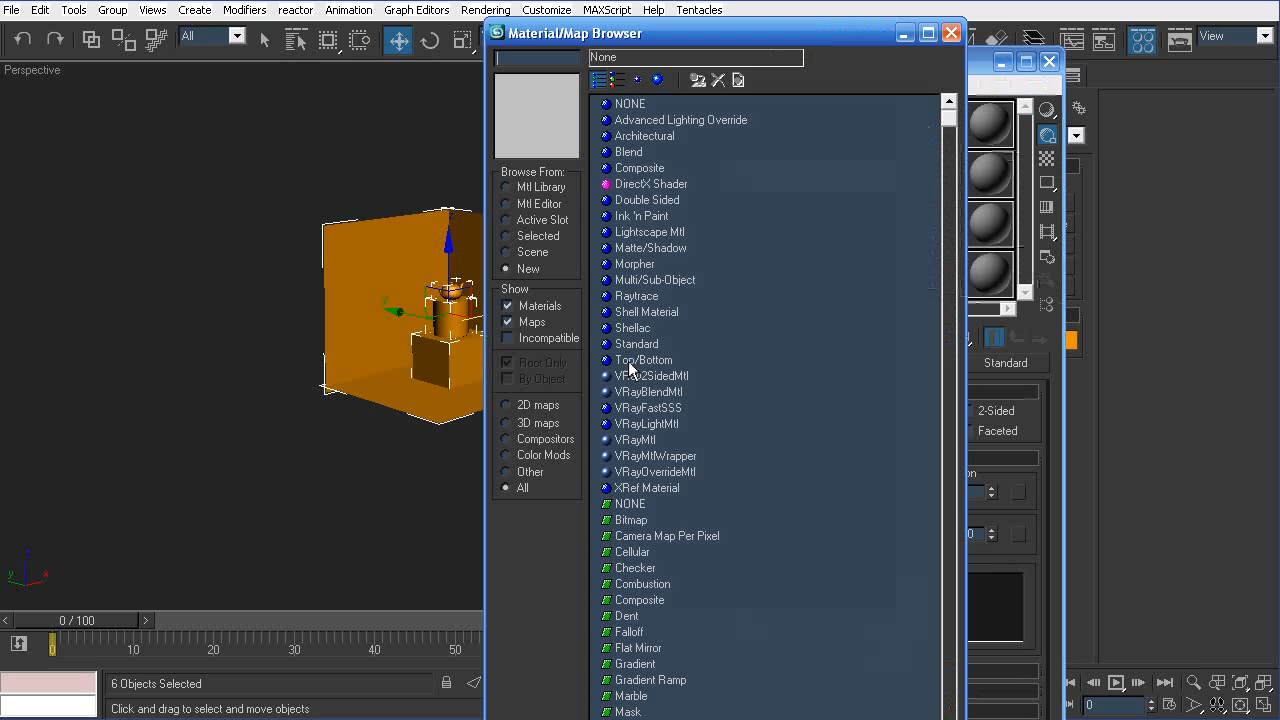 File Edit Tools Group Views Create Modifiers reactor Animation Graph Editors Rendering Customize MAXScript Help Tentacles
All
View
Perspective
Material/Map Browser
None
Browse From:
Mtl Library
Mtl Editor
Active Slot
Selected
Scene
New
Show
Materials
Maps
Incompatible
Root Only
By Object
2D maps
3D maps
Compositors
Color Mods
Other
All
NONE
Advanced Lighting Override
Architectural
Blend
Composite
DirectX Shader
Double Sided
Ink 'n Paint
Lightscape Mtl
Matte/Shadow
Morpher
Multi/Sub-Object
Raytrace
Shell Material
Shellac
Standard
Top/Bottom
VRay2SidedMtl
VRayBlendMtl
VRayFastSSS
VRayLightMtl
VRayMtl
VRayMtlWrapper
VRayOverrideMtl
XRef Material
NONE
Bitmap
Camera Map Per Pixel
Cellular
Checker
Combustion
Composite
Dent
Falloff
Flat Mirror
Gradient
Gradient Ramp
Marble
Mask
Standard
2-Sided
Faceted
on
0
z
y
z
y x
< 0 / 100 >
0 10 20 30 40 50
6 Objects Selected
Click and drag to select and move objects
0